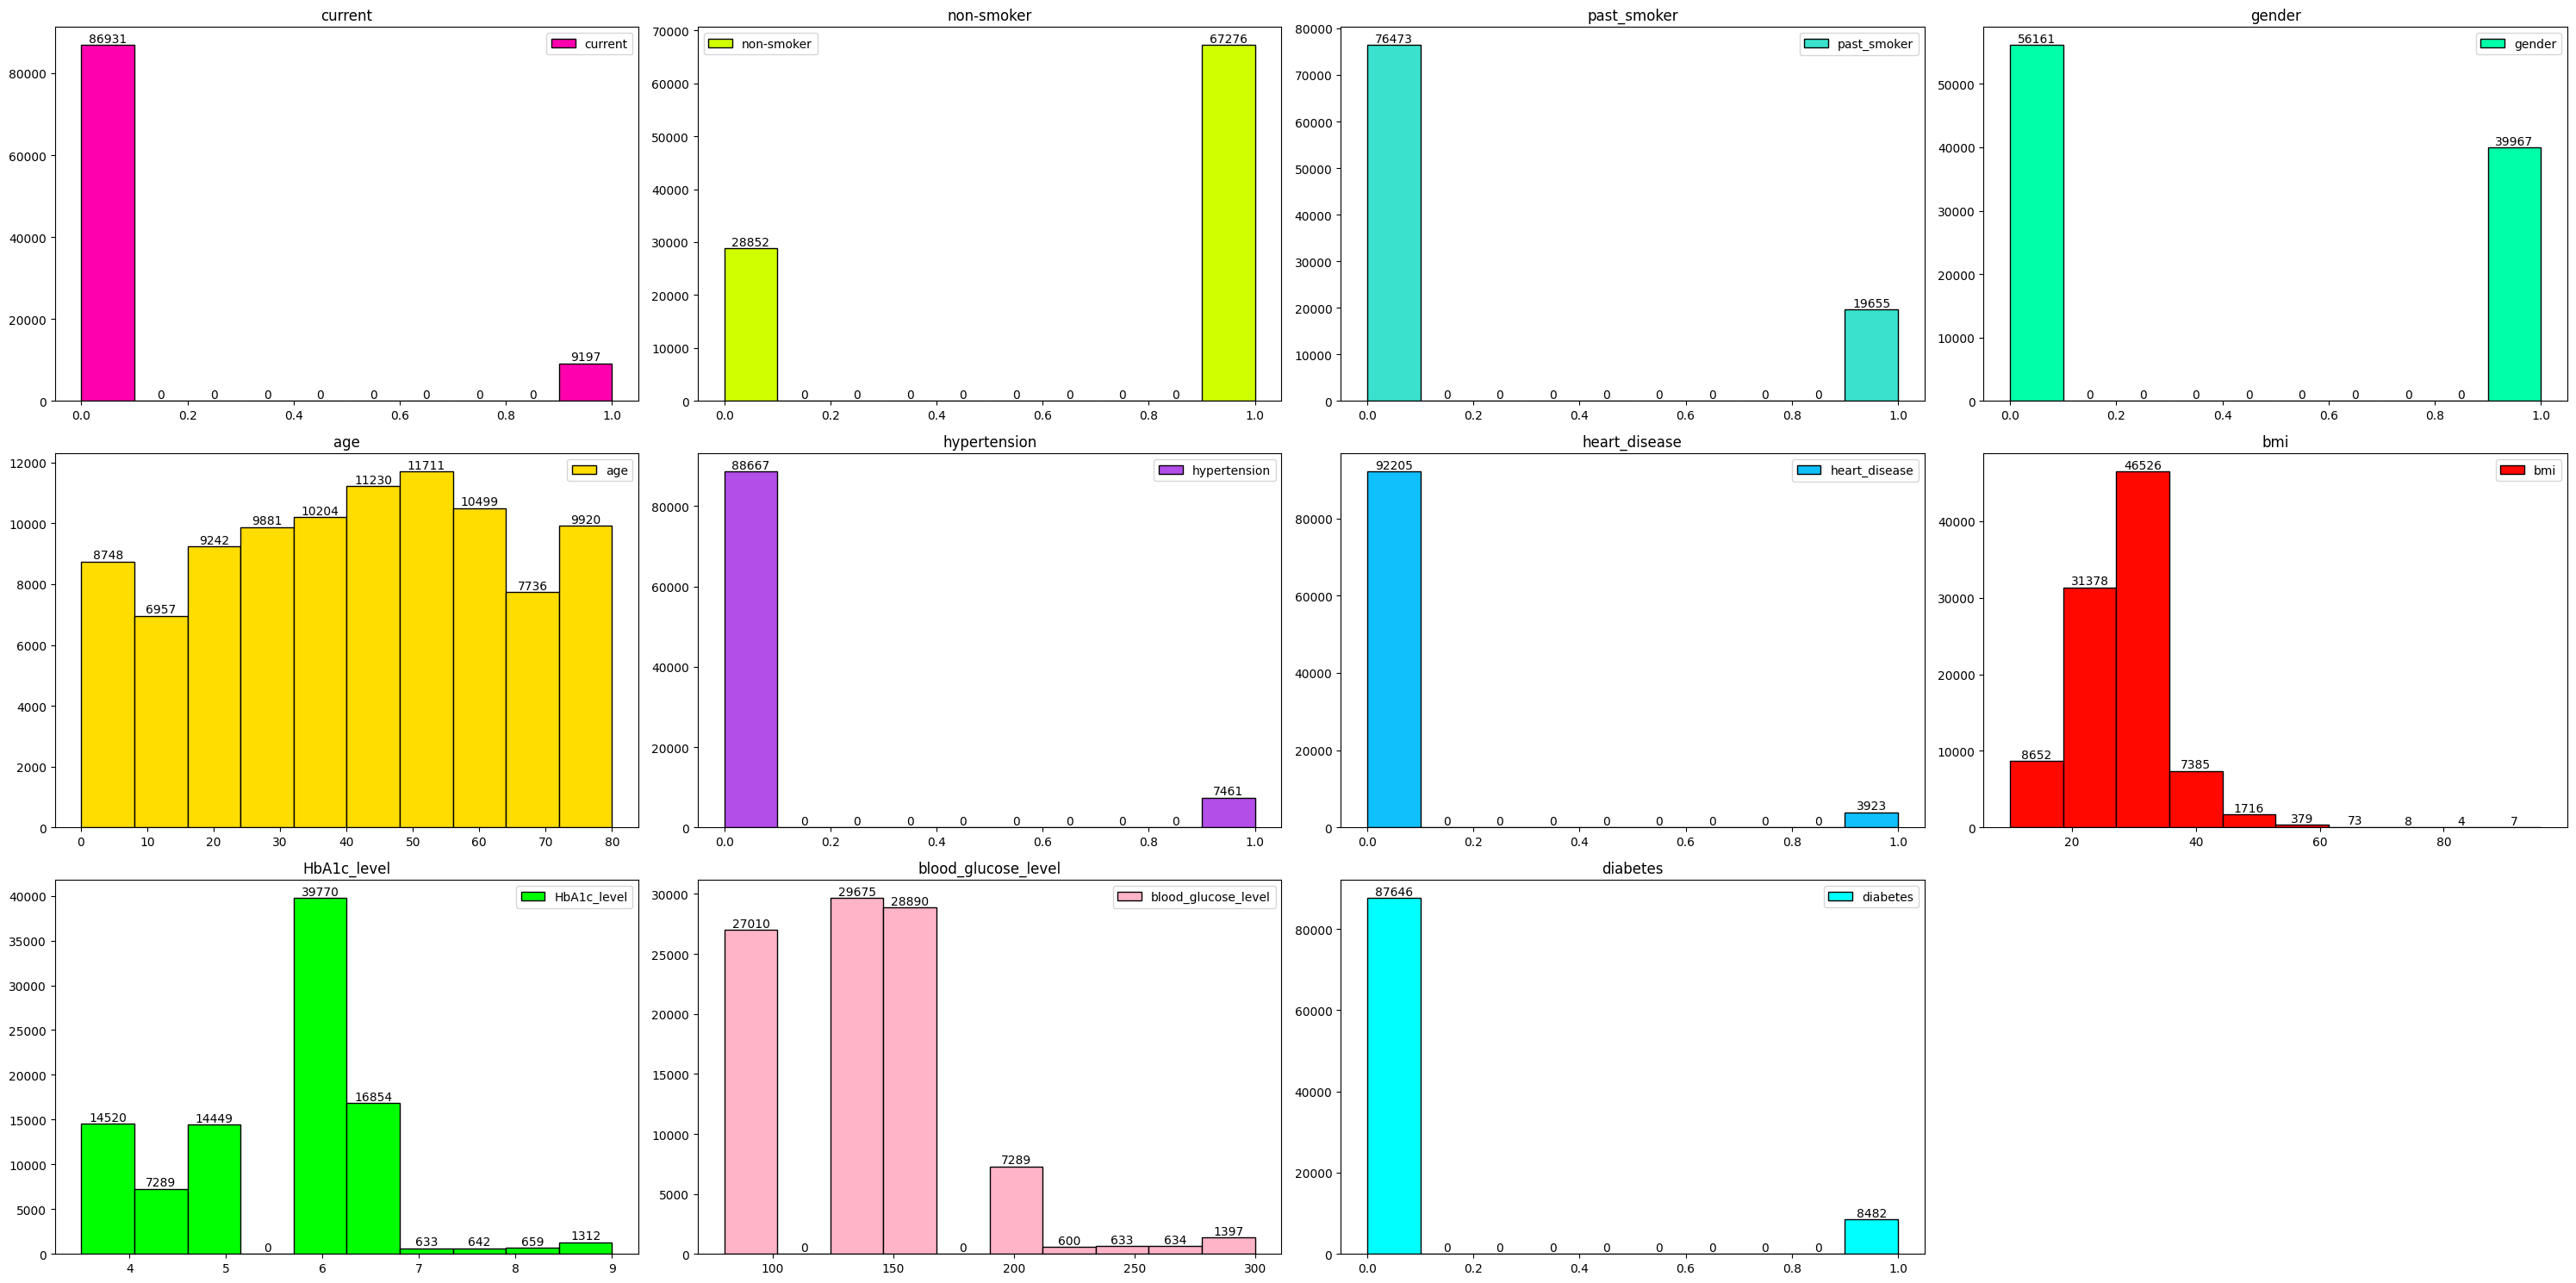 current
86931
current
80000
60000
40000
20000
9197
0 0 0 0 0 0 0 0
0
0.0 0.2 0.4 0.6 0.8 1.0
non-smoker
70000
67276
non-smoker
60000
50000
40000
30000
28852
20000
10000
0 0 0 0 0 0 0 0
0
0.0 0.2 0.4 0.6 0.8 1.0
past_smoker
80000
76473
past_smoker
70000
60000
50000
40000
30000
20000
19655
10000
0 0 0 0 0 0 0 0
0
0.0 0.2 0.4 0.6 0.8 1.0
gender
56161
gender
50000
40000
39967
30000
20000
10000
0 0 0 0 0 0 0 0
0
0.0 0.2 0.4 0.6 0.8 1.0
age
12000
8748 6957 9242 9881 10204 11230 11711 10499 7736 9920
age
10000
8000
6000
4000
2000
0
0 10 20 30 40 50 60 70 80
hypertension
88667
hypertension
80000
60000
40000
20000
7461
0 0 0 0 0 0 0 0
0
0.0 0.2 0.4 0.6 0.8 1.0
heart_disease
92205
heart_disease
80000
60000
40000
20000
3923
0 0 0 0 0 0 0 0
0
0.0 0.2 0.4 0.6 0.8 1.0
bmi
8652 31378 46526 7385 1716 379 73 8 4 7
bmi
40000
30000
20000
10000
0
20 40 60 80
HbA1c_level
14520 7289 14449 0 39770 16854 633 642 659 1312
HbA1c_level
40000
35000
30000
25000
20000
15000
10000
5000
0
4 5 6 7 8 9
blood_glucose_level
27010 0 29675 28890 0 7289 600 633 634 1397
blood_glucose_level
30000
25000
20000
15000
10000
5000
0
100 150 200 250 300
diabetes
87646
diabetes
80000
60000
40000
20000
8482
0 0 0 0 0 0 0 0
0
0.0 0.2 0.4 0.6 0.8 1.0